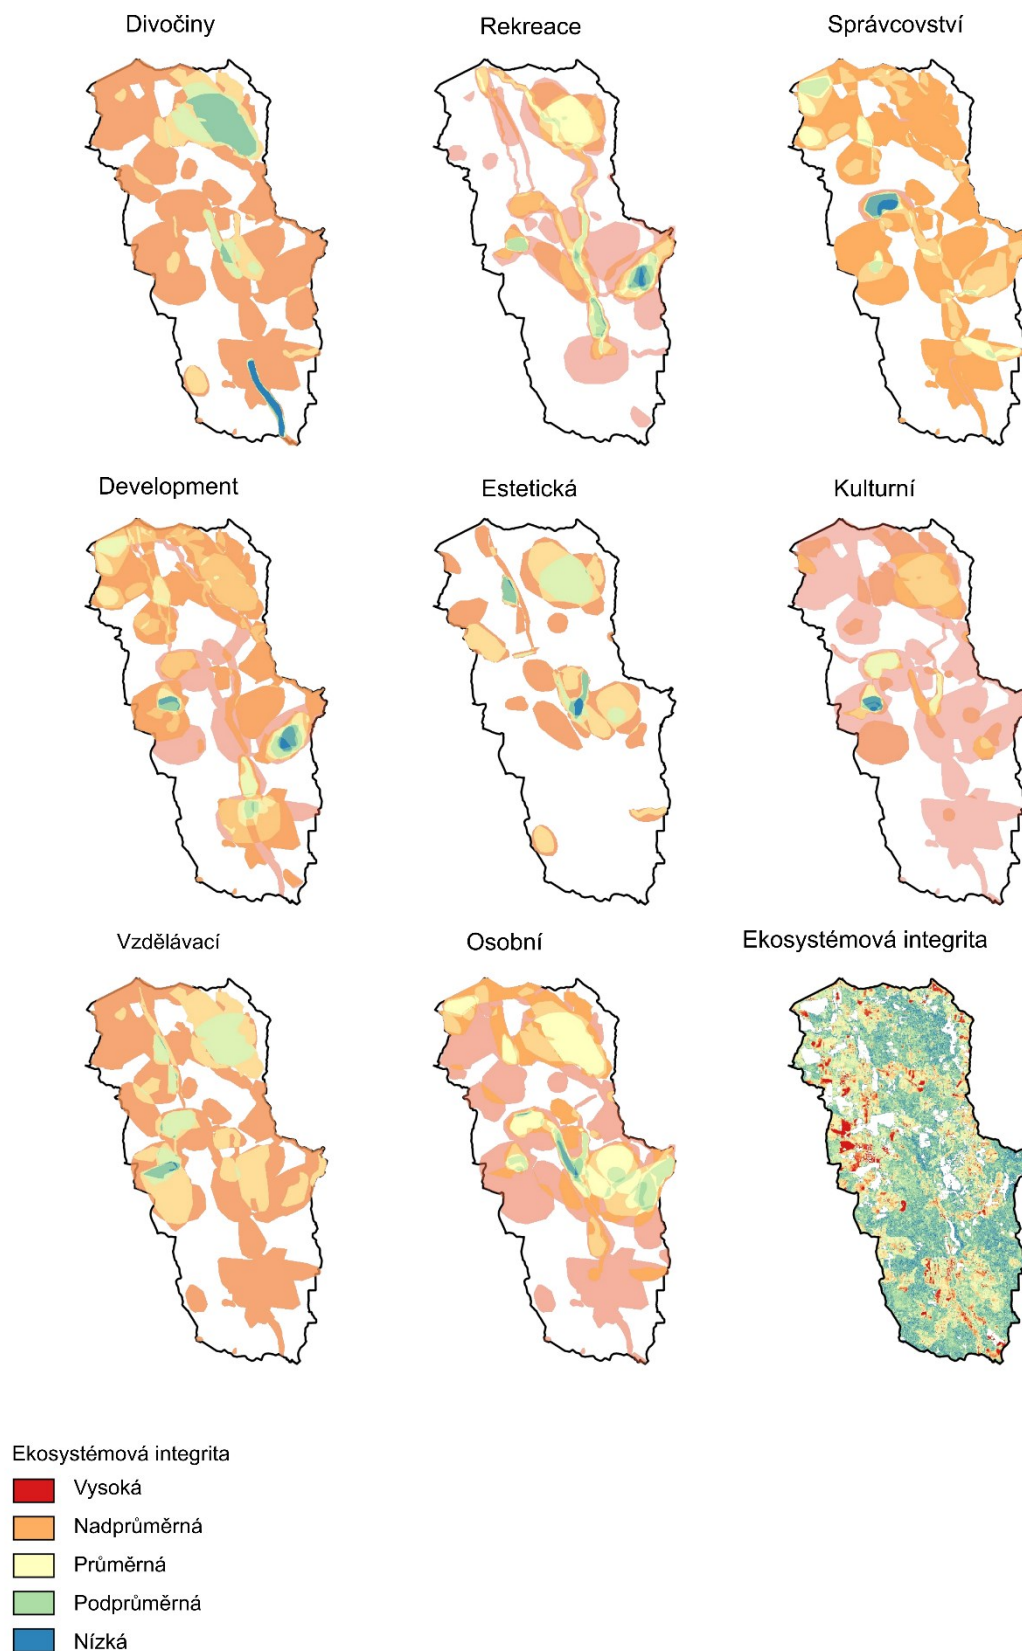 Divočiny
Rekreace
Správcovství
Development
Estetická
Kulturní
Vzdělávací
Osobní
Ekosystémová integrita
Ekosystémová integrita
Vysoká
Nadprůměrná
Průměrná
Podprůměrná
Nízká